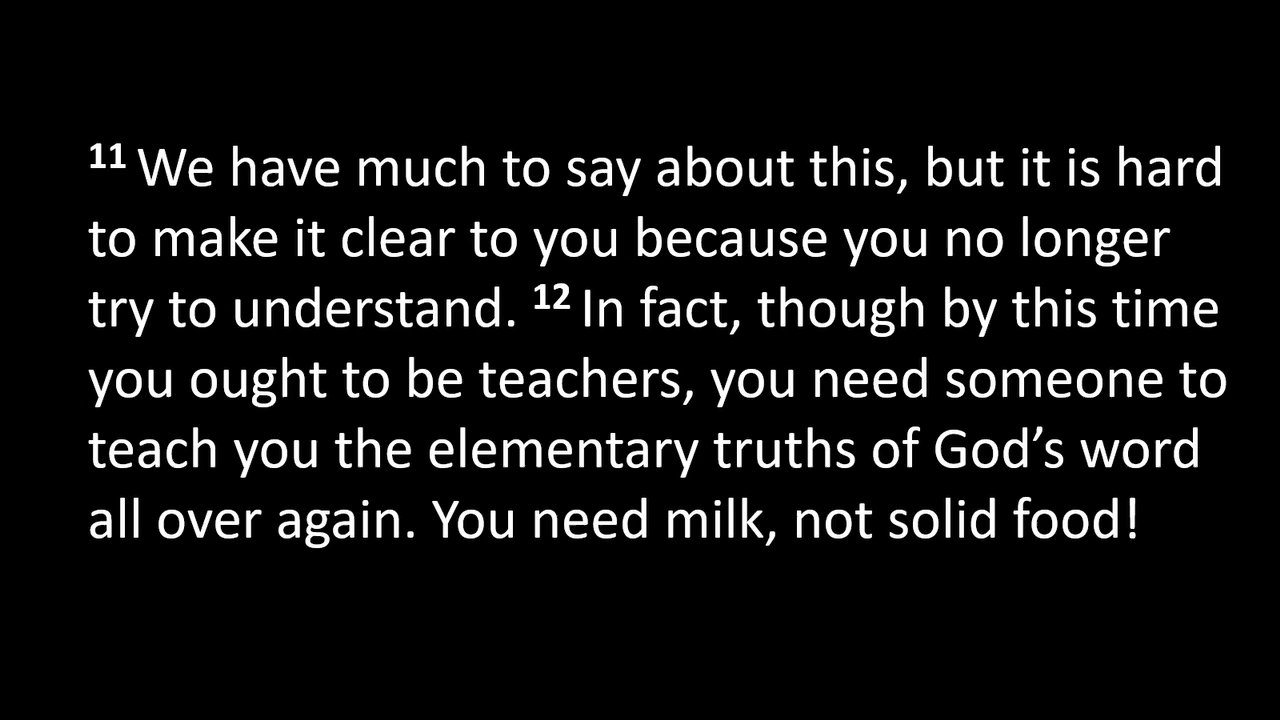 11 We have much to say about this, but it is hard
to make it clear to you because you no longer
try to understand. 12 In fact, though by this time
you ought to be teachers, you need someone to
teach you the elementary truths of God’s word
all over again. You need milk, not solid food!